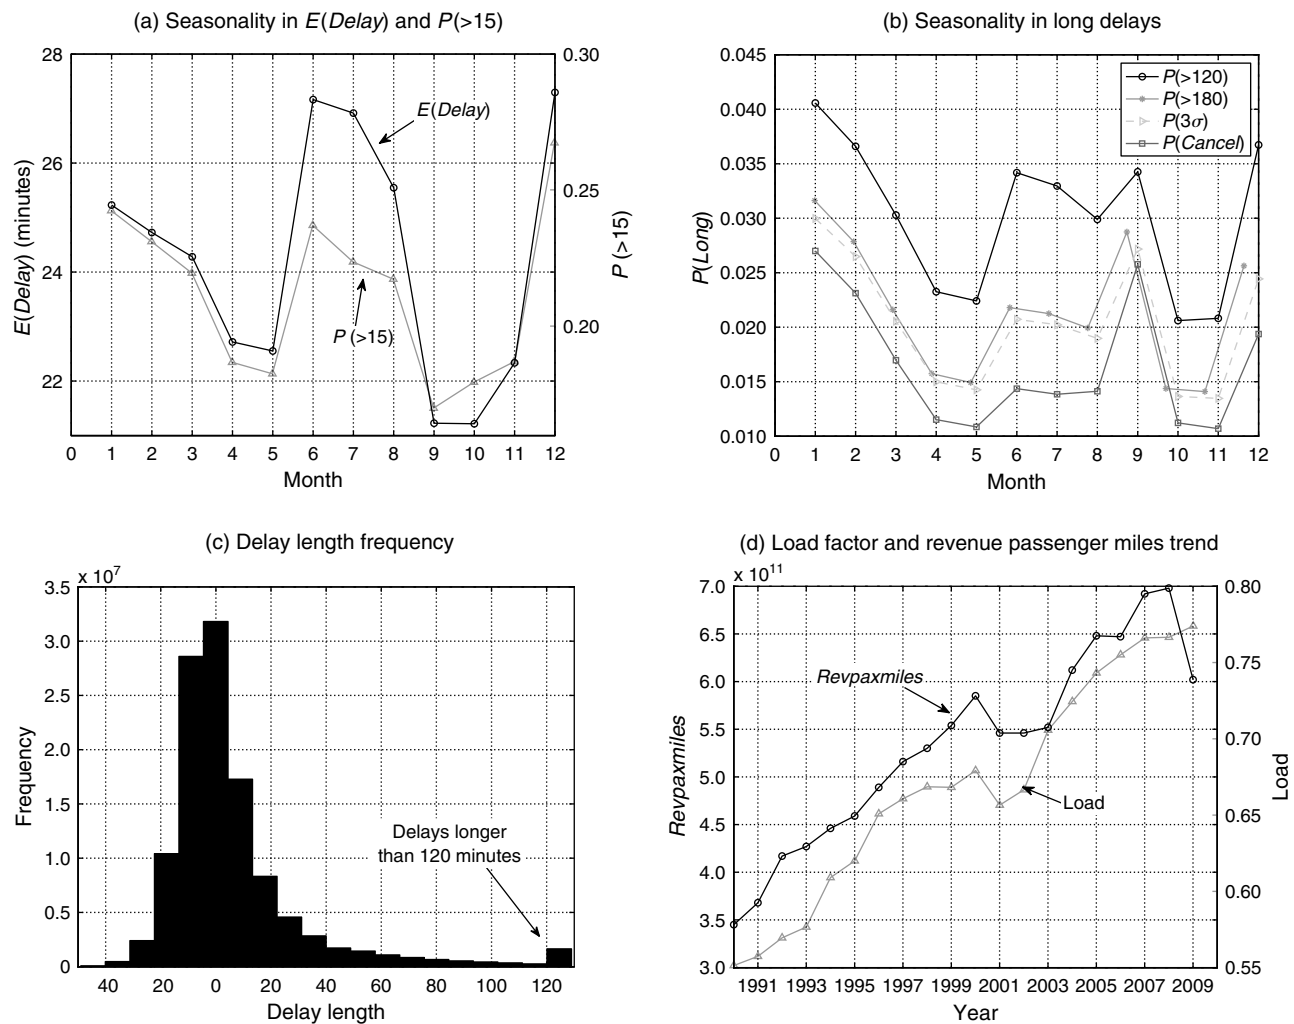 (a) Seasonality in E(Delay) and P(>15)
28
27
26
25
24
23
22
21
E(Delay) (minutes)
0.30
0.25
0.20
P (>15)
E(Delay)
P (>15)
0 1 2 3 4 5 6 7 8 9 10 11 12
Month
(b) Seasonality in long delays
0.045
0.040
0.035
0.030
0.025
0.020
0.015
0.010
P(Long)
P(>120)
P(>180)
P(3σ)
P(Cancel)
0 1 2 3 4 5 6 7 8 9 10 11 12
Month
(c) Delay length frequency
x 10⁷
3.5
3.0
2.5
2.0
1.5
1.0
0.5
0
Frequency
Delays longer
than 120 minutes
40 20 0 20 40 60 80 100 120
Delay length
(d) Load factor and revenue passenger miles trend
x 10¹¹
7.0
6.5
6.0
5.5
5.0
4.5
4.0
3.5
3.0
Revpaxmiles
0.80
0.75
0.70
0.65
0.60
0.55
Load
Revpaxmiles
Load
1991 1993 1995 1997 1999 2001 2003 2005 2007 2009
Year